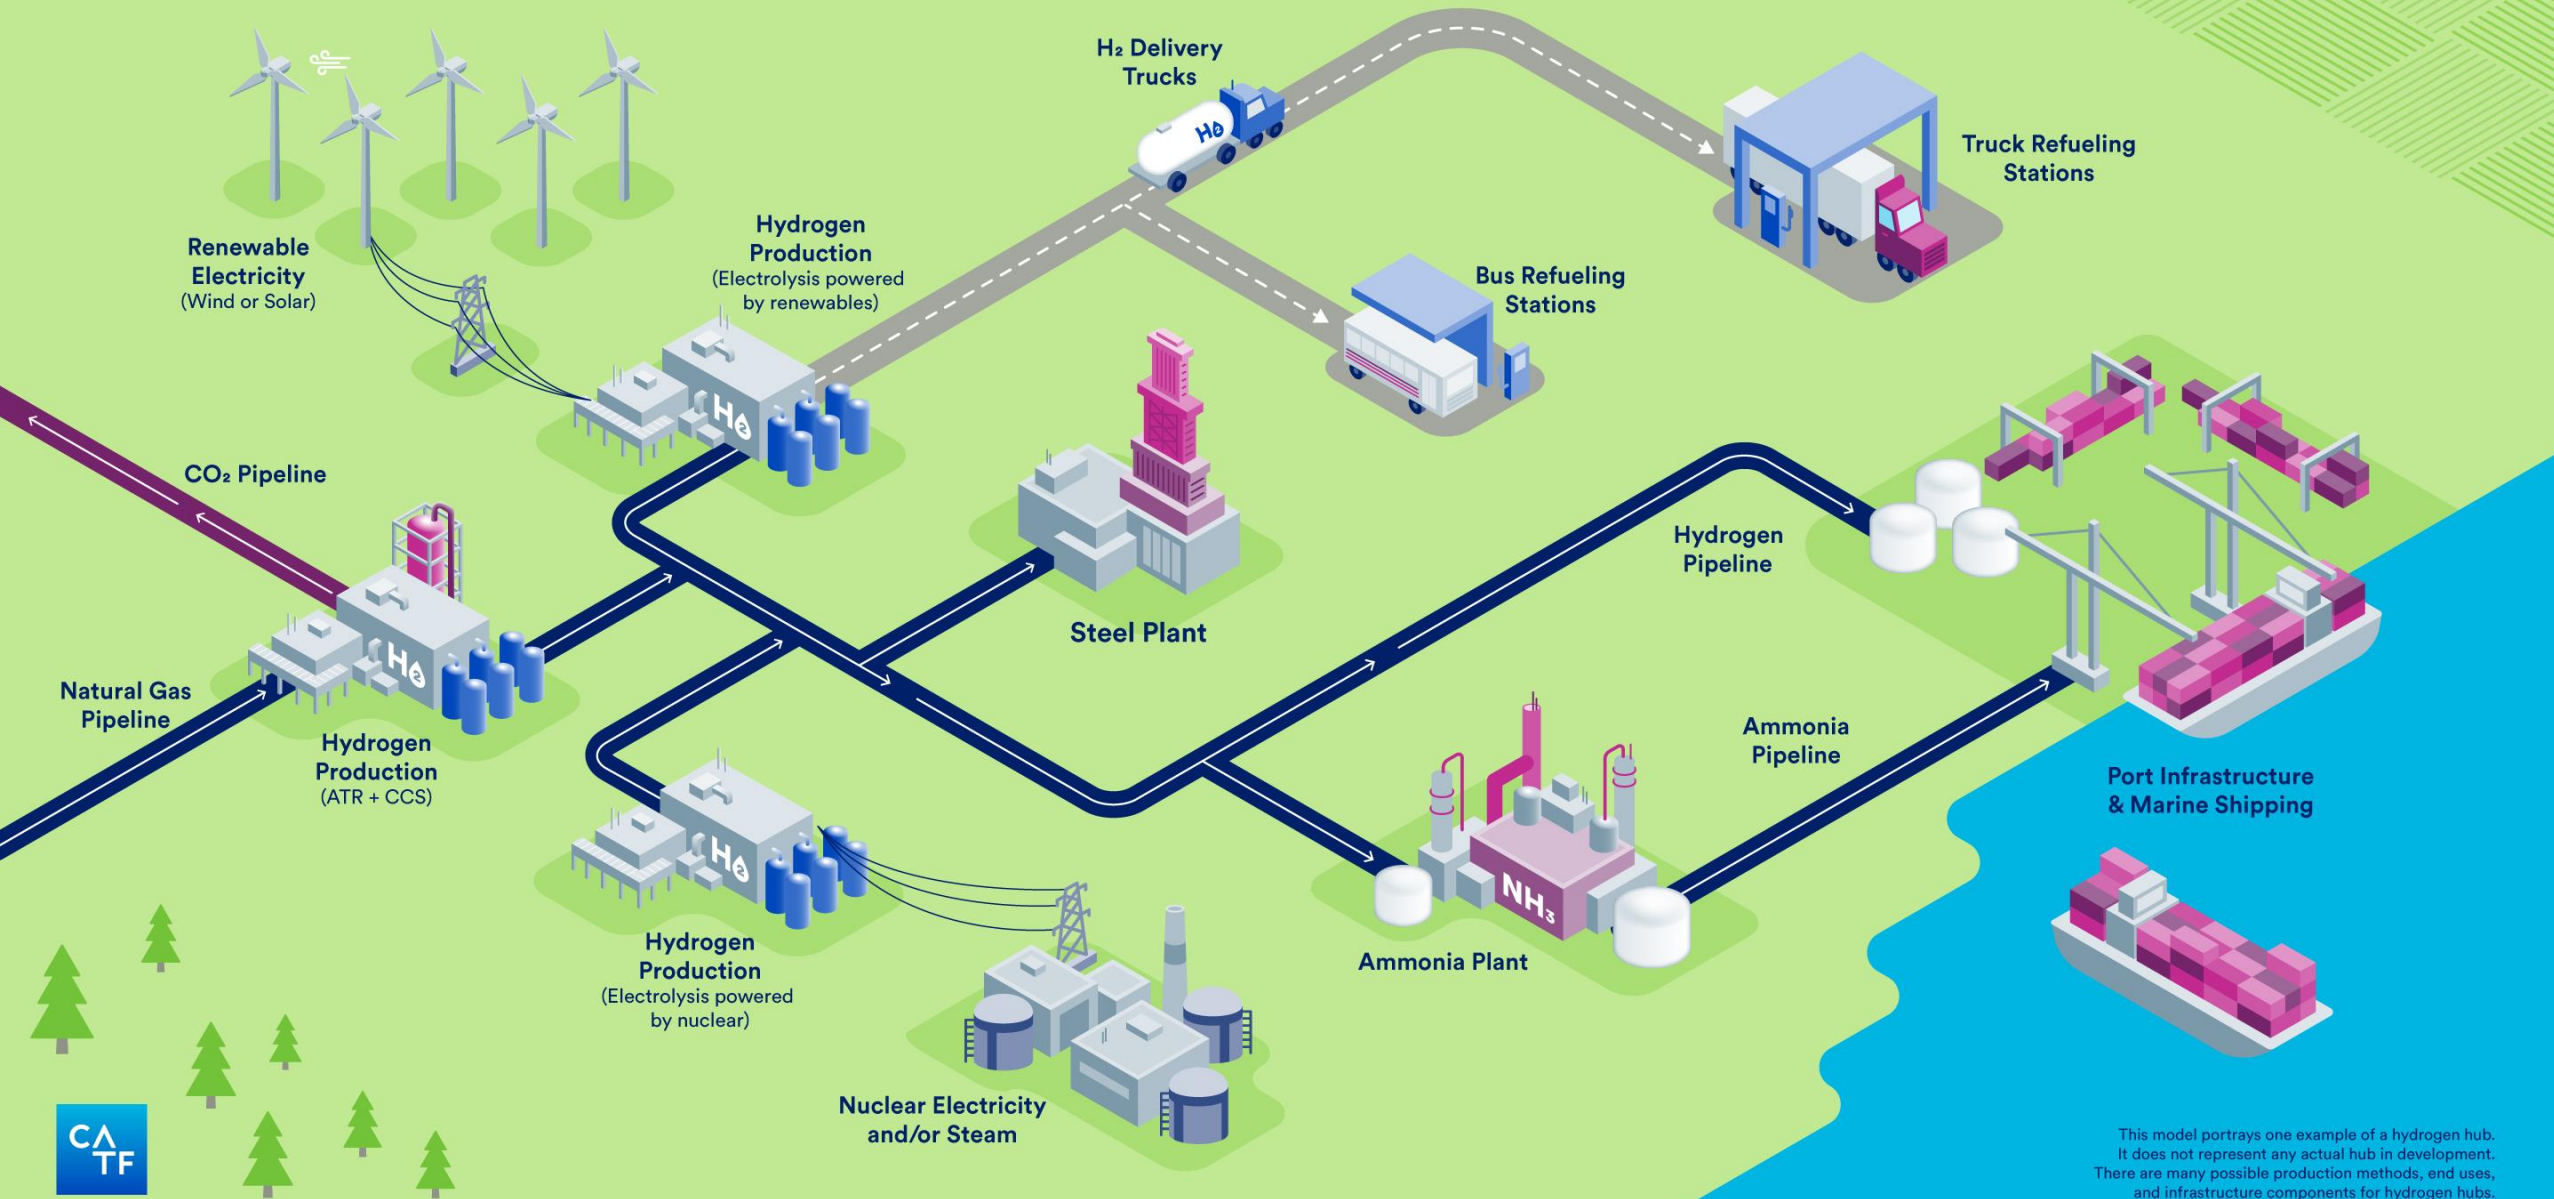 H₂ Delivery
Trucks
H₂
Truck Refueling
Stations
Renewable
Electricity
(Wind or Solar)
Hydrogen
Production
(Electrolysis powered
by renewables)
H₂
Bus Refueling
Stations
CO₂ Pipeline
Steel Plant
Hydrogen
Pipeline
H₂
Natural Gas
Pipeline
Hydrogen
Production
(ATR + CCS)
Ammonia
Pipeline
Port Infrastructure
& Marine Shipping
H₂
Hydrogen
Production
(Electrolysis powered
by nuclear)
NH₃
Ammonia Plant
Nuclear Electricity
and/or Steam
CA
TF
This model portrays one example of a hydrogen hub.
It does not represent any actual hub in development.
There are many possible production methods, end uses,
and infrastructure components for hydrogen hubs.